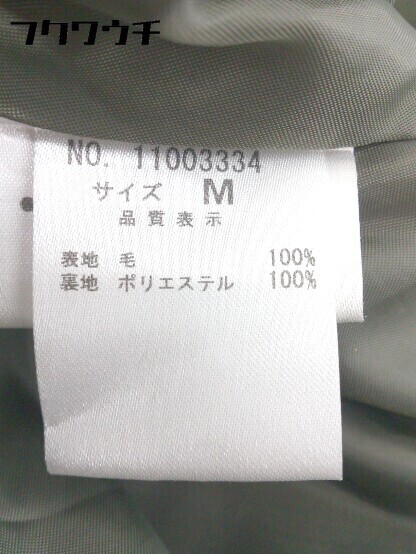 フクウチ
NO. 11003334
サイズ M
品質表示
表地 毛 100%
裏地 ポリエステル 100%